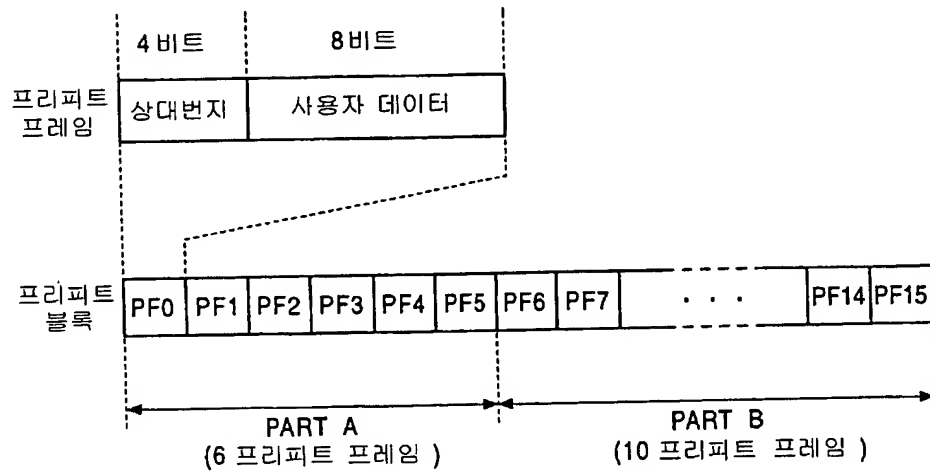 4비트 8비트
프리피트
프레임
상대번지 사용자 데이터
프리피트
블록
PF0 PF1 PF2 PF3 PF4 PF5 PF6 PF7 · · · PF14 PF15
PART A PART B
(6 프리피트 프레임 ) (10 프리피트 프레임 )